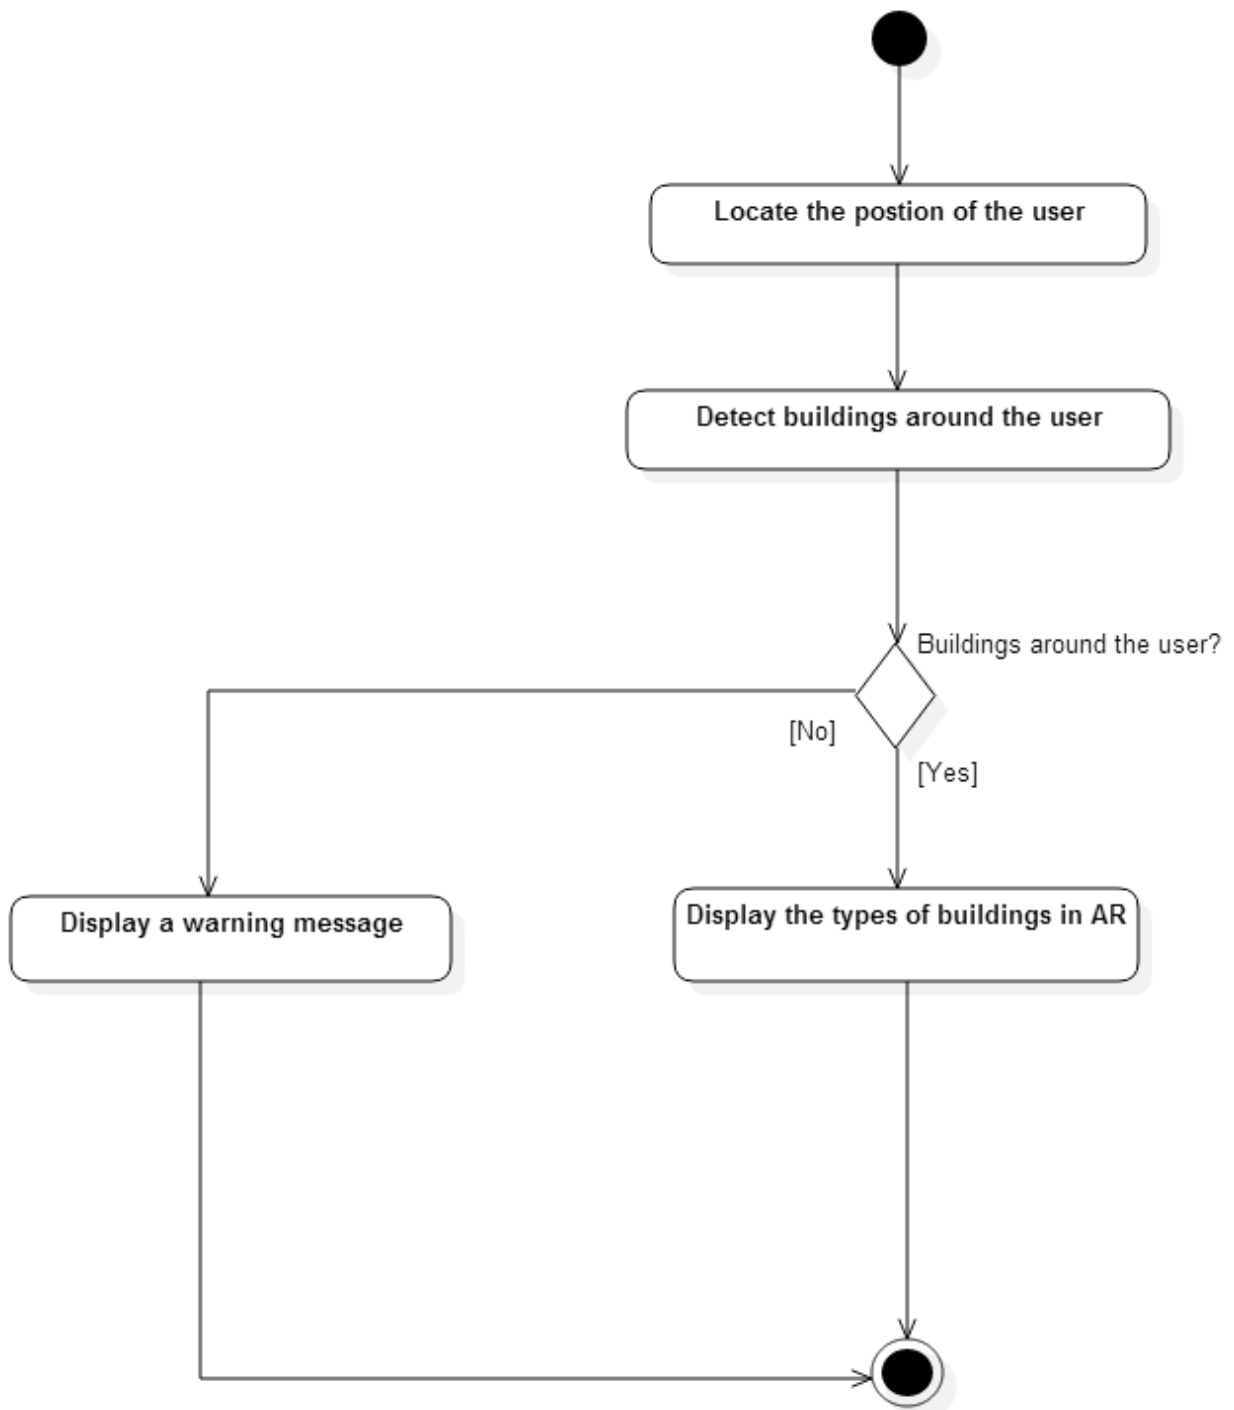 Locate the postion of the user
Detect buildings around the user
Buildings around the user?
[No]
[Yes]
Display a warning message
Display the types of buildings in AR